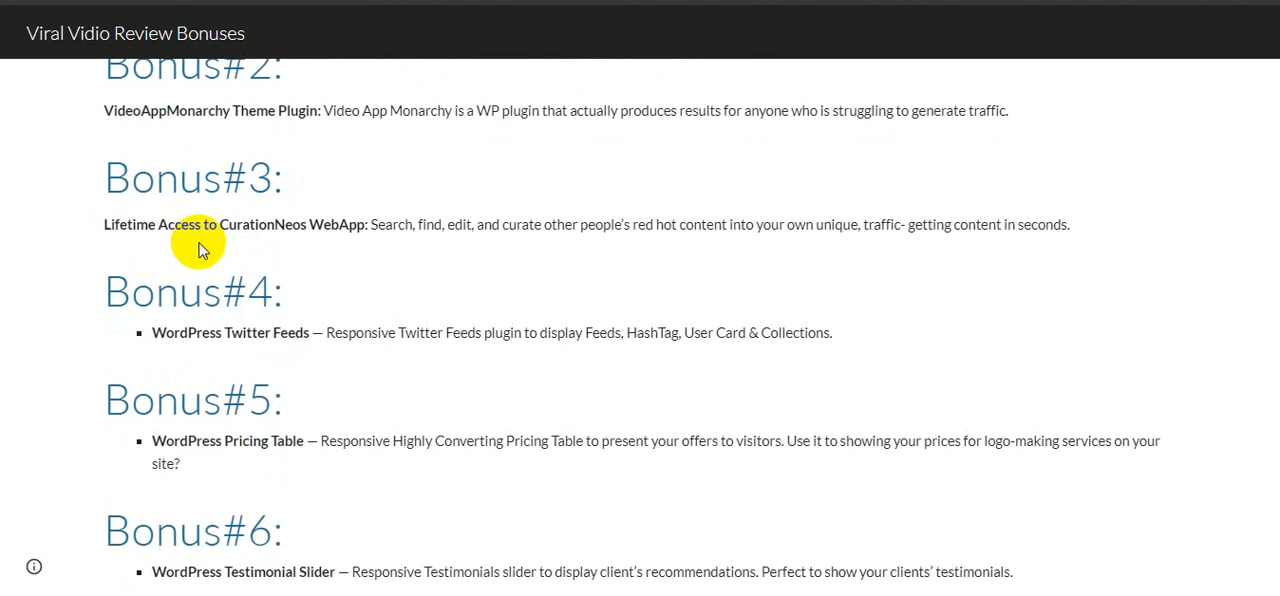 Viral Vidio Review Bonuses
Bonus#2:
VideoAppMonarchy Theme Plugin: Video App Monarchy is a WP plugin that actually produces results for anyone who is struggling to generate traffic.
Bonus#3:
Lifetime Access to CurationNeos WebApp: Search, find, edit, and curate other people’s red hot content into your own unique, traffic- getting content in seconds.
Bonus#4:
▪ WordPress Twitter Feeds — Responsive Twitter Feeds plugin to display Feeds, HashTag, User Card & Collections.
Bonus#5:
▪ WordPress Pricing Table — Responsive Highly Converting Pricing Table to present your offers to visitors. Use it to showing your prices for logo-making services on your
site?
Bonus#6:
▪ WordPress Testimonial Slider — Responsive Testimonials slider to display client’s recommendations. Perfect to show your clients’ testimonials.